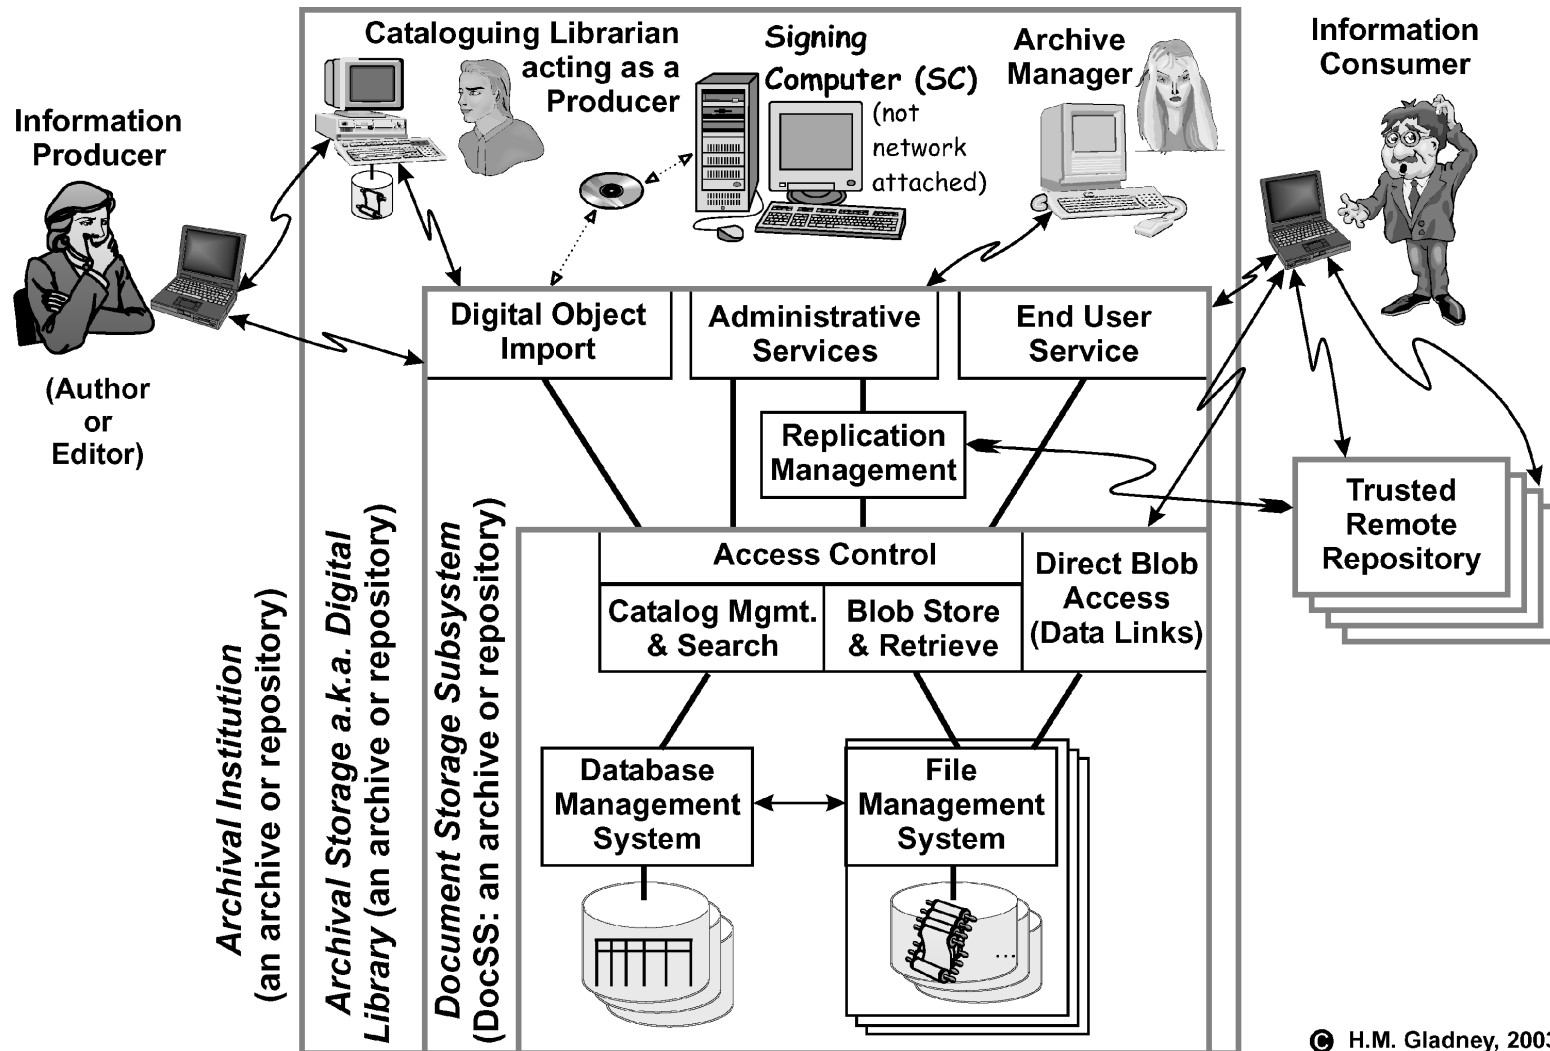 Information
Producer
(Author
or
Editor)
Cataloguing Librarian
acting as a
Producer
Signing
Computer (SC)
(not
network
attached)
Archive
Manager
Information
Consumer
Digital Object
Import
Administrative
Services
End User
Service
Replication
Management
Trusted
Remote
Repository
Access Control
Catalog Mgmt.
& Search
Blob Store
& Retrieve
Direct Blob
Access
(Data Links)
Database
Management
System
File
Management
System
...
Archival Institution
(an archive or repository)
Archival Storage a.k.a. Digital
Library (an archive or repository)
Document Storage Subsystem
(DocSS: an archive or repository)
© H.M. Gladney, 2003